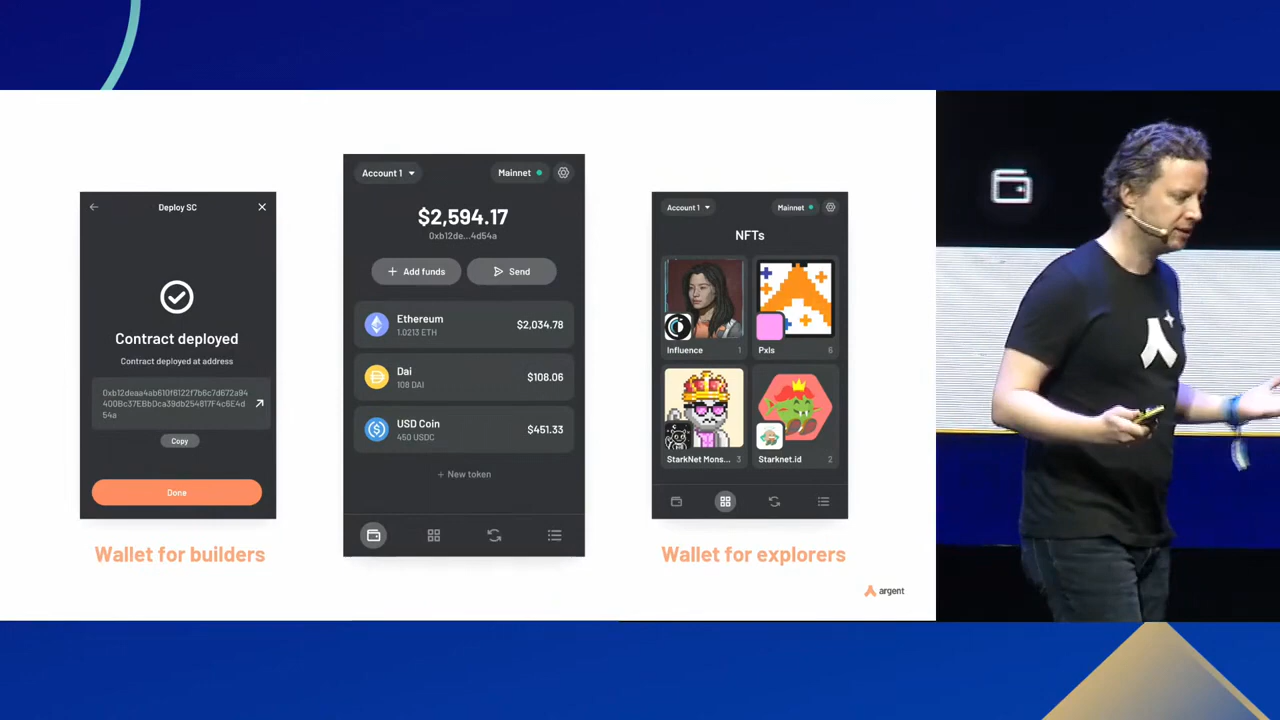 Deploy SC
Contract deployed
Contract deployed at address
Copy
Done
Wallet for builders
Account 1
Mainnet
$2,594.17
0xb12de...4d54a
+ Add funds
Send
Ethereum
1.0213 ETH
$2,034.78
Dai
108 DAI
$108.06
USD Coin
450 USDC
$451.33
+ New token
Account 1
Mainnet
NFTs
Influence 1
Pxls 6
StarkNet Mons... 3
Starknet.id 2
Wallet for explorers
argent